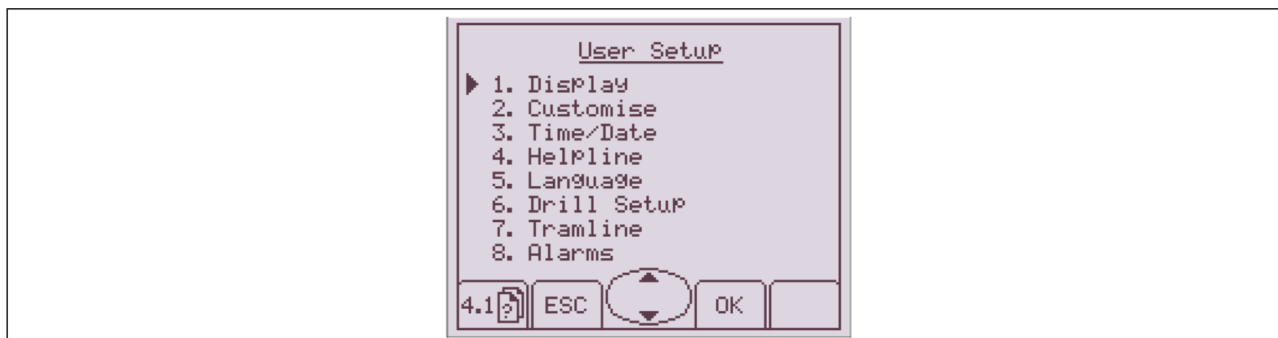 User Setup
1. Display
2. Customise
3. Time/Date
4. Helpline
5. Language
6. Drill Setup
7. Tramline
8. Alarms
4.1 ? ESC OK